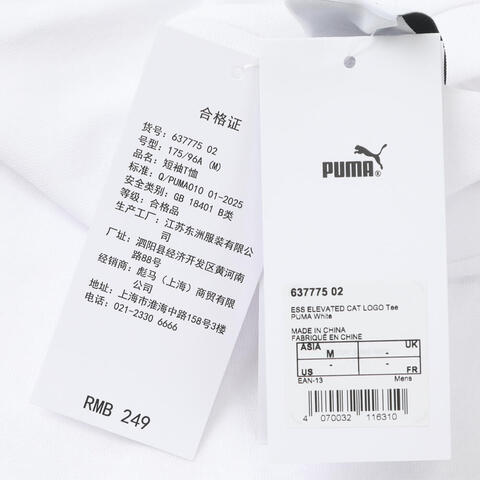 合格证
货号: 637775 02
号型: 175/96A (M)
品名: 短袖T恤
标准: Q/PUMA010 01-2025
安全类别: GB 18401 B类
等级: 合格品
生产工厂: 江苏东洲服装有限公
司
厂址: 泗阳县经济开发区黄河南
路88号
经销商: 彪马（上海）商贸有限
公司
地址: 上海市淮海中路158号3楼
电话: 021-2330 6666
RMB 249
PUMA
637775 02
ESS ELEVATED CAT LOGO Tee
PUMA White
MADE IN CHINA
FABRIQUÉ EN CHINE
ASIA M - UK
US - - FR
EAN-13 Mens
4 070032 116310